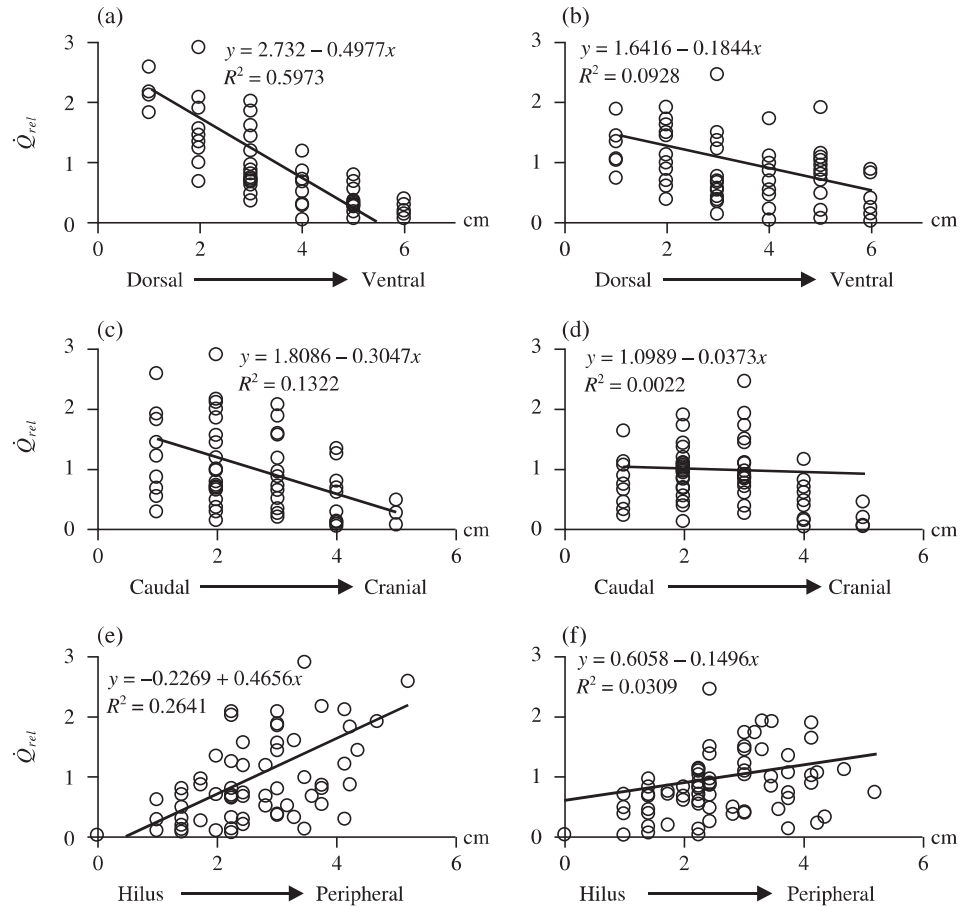 (a)
y = 2.732 – 0.4977x
R² = 0.5973
Q̇rel
3
2
1
0
0 2 4 6 cm
Dorsal Ventral
(b)
y = 1.6416 – 0.1844x
R² = 0.0928
3
2
1
0
0 2 4 6 cm
Dorsal Ventral
(c)
y = 1.8086 – 0.3047x
R² = 0.1322
Q̇rel
3
2
1
0
0 2 4 6 cm
Caudal Cranial
(d)
y = 1.0989 – 0.0373x
R² = 0.0022
3
2
1
0
0 2 4 6 cm
Caudal Cranial
(e)
y = –0.2269 + 0.4656x
R² = 0.2641
Q̇rel
3
2
1
0
0 2 4 6 cm
Hilus Peripheral
(f)
y = 0.6058 – 0.1496x
R² = 0.0309
3
2
1
0
0 2 4 6 cm
Hilus Peripheral